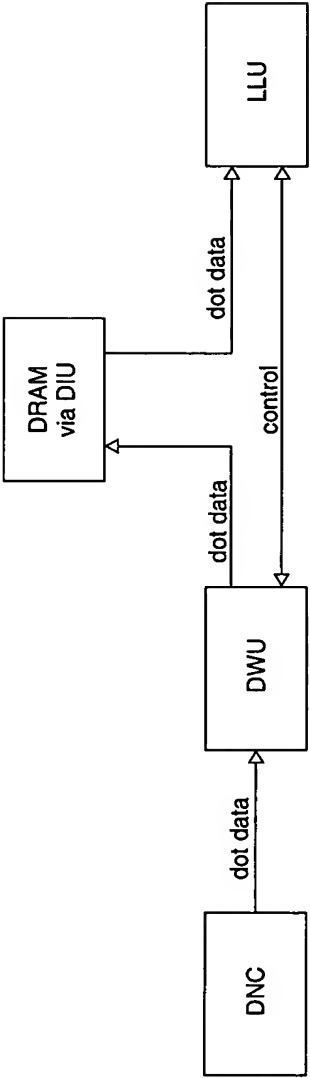 DNC
dot data
DWU
dot data
DRAM
via DIU
dot data
control
LLU